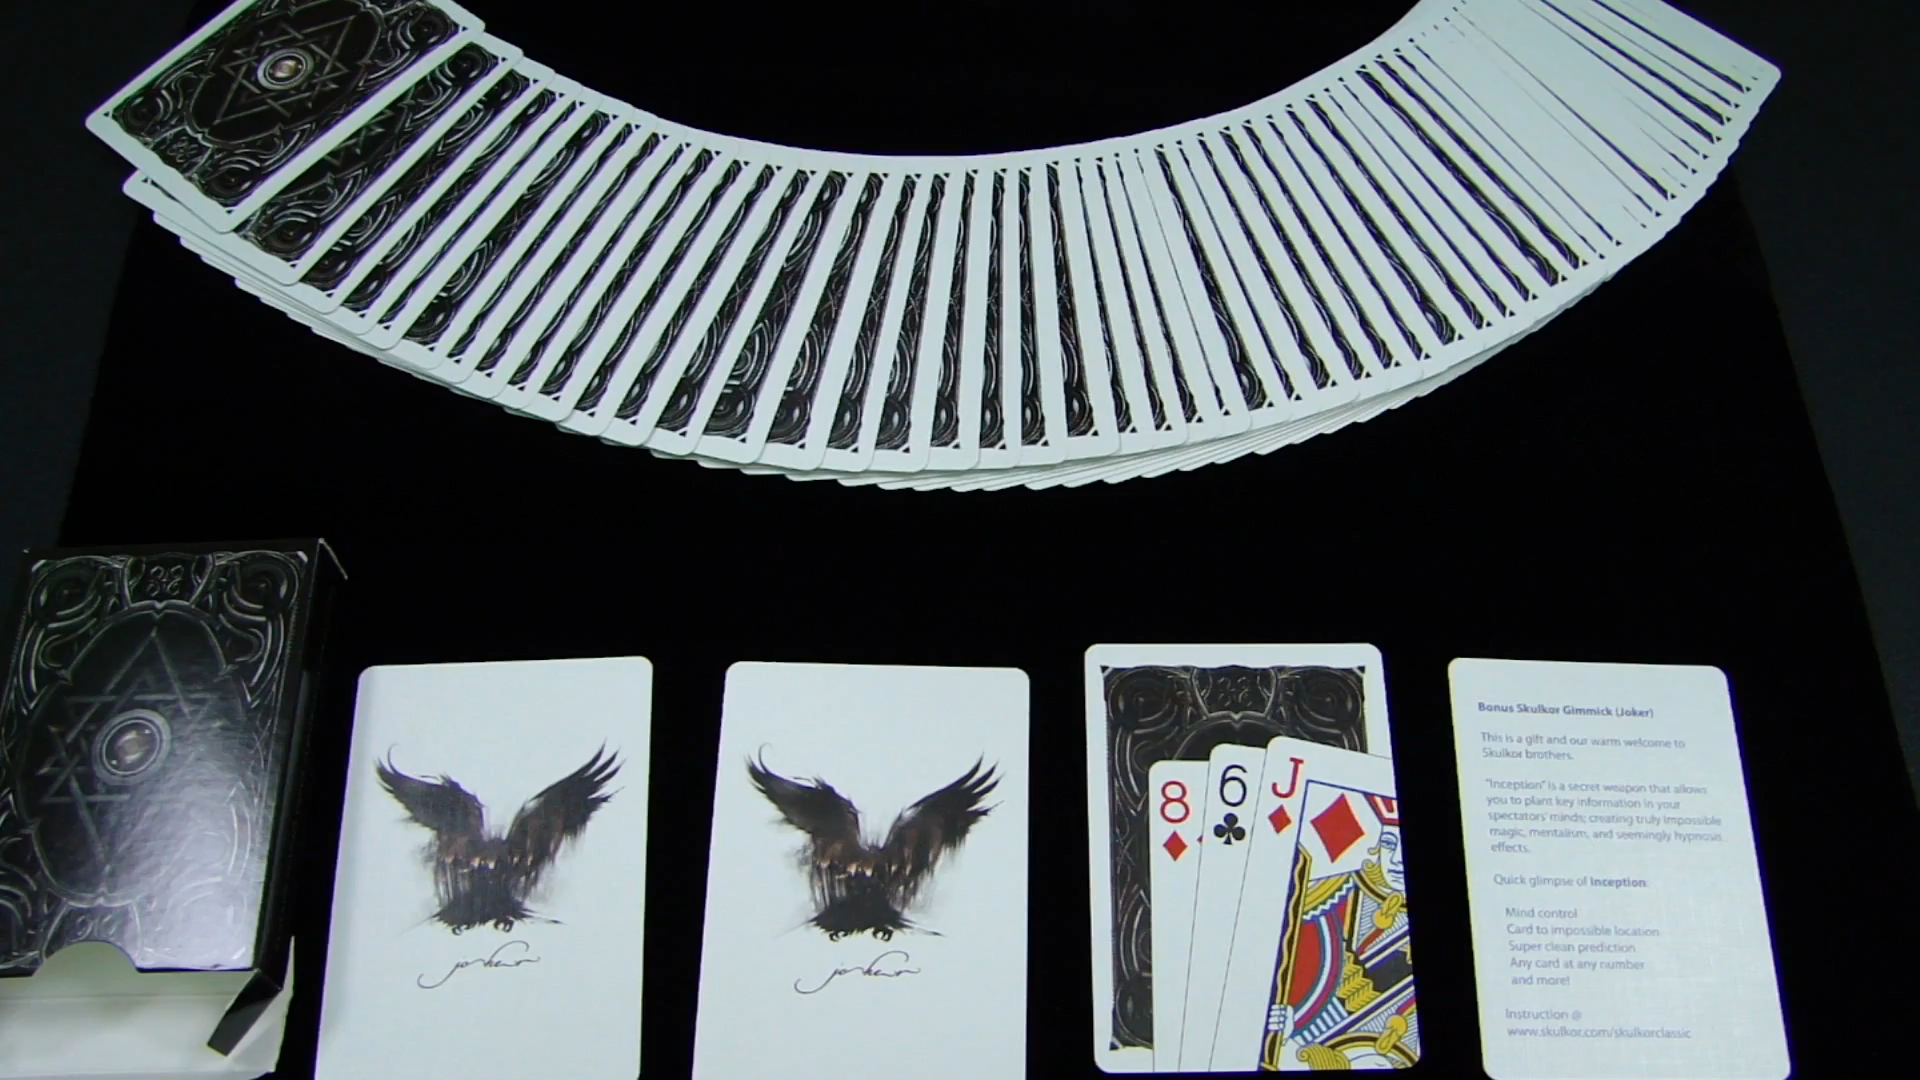 joker
joker
8
6
J
Bonus Skulkor Gimmick (Joker)
This is a gift and our warm welcome to
Skulkor brothers.
"Inception" is a secret weapon that allows
you to plant key information in your
spectators' minds; creating truly impossible
magic, mentalism, and seemingly hypnosis
effects.
Quick glimpse of Inception:
Mind control
Card to impossible location
Super clean prediction
Any card at any number
and more!
Instruction @
www.skulkor.com/skulkorclassic